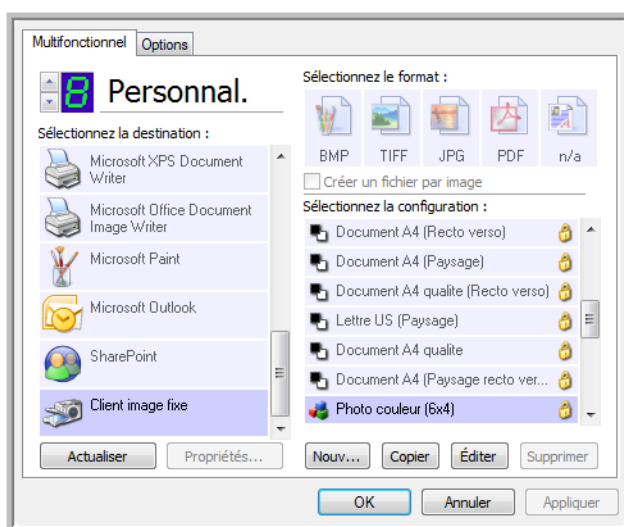 Multifonctionnel Options
8 Personnal.
Sélectionnez la destination :
Microsoft XPS Document
Writer
Microsoft Office Document
Image Writer
Microsoft Paint
Microsoft Outlook
SharePoint
Client image fixe
Actualiser Propriétés...
Sélectionnez le format :
BMP TIFF JPG PDF n/a
Créer un fichier par image
Sélectionnez la configuration :
Document A4 (Recto verso)
Document A4 (Paysage)
Document A4 qualite (Recto verso)
Lettre US (Paysage)
Document A4 qualite
Document A4 (Paysage recto ver...
Photo couleur (6x4)
Nouv... Copier Éditer Supprimer
OK Annuler Appliquer